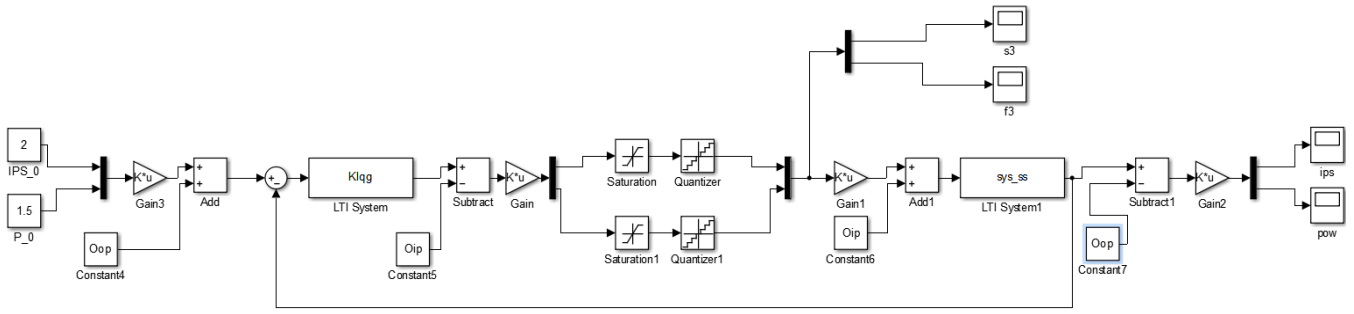 s3
f3
2
IPS_0
1.5
P_0
K*u
Gain3
+
+
Add
Oop
Constant4
+
−
Klqg
LTI System
+
−
Subtract
Oip
Constant5
K*u
Gain
Saturation
Quantizer
Saturation1
Quantizer1
K*u
Gain1
+
+
Add1
Oip
Constant6
sys_ss
LTI System1
+
−
Subtract1
Oop
Constant7
K*u
Gain2
ips
pow